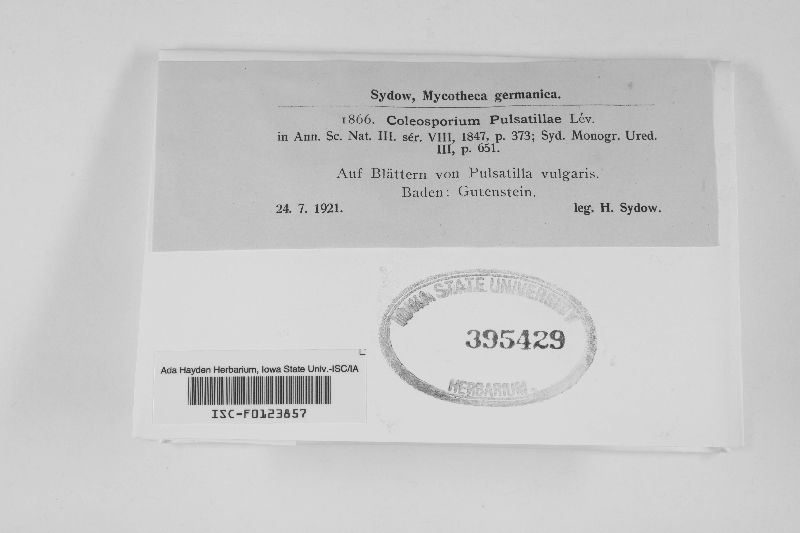 Sydow, Mycotheca germanica.
1866. Coleosporium Pulsatillae Lév.
in Ann. Sc. Nat. III. sér. VIII, 1847, p. 373; Syd. Monogr. Ured.
III, p. 651.
Auf Blättern von Pulsatilla vulgaris.
Baden: Gutenstein.
24. 7. 1921. leg. H. Sydow.
IOWA STATE UNIVERSITY
395429
HERBARIUM
Ada Hayden Herbarium, Iowa State Univ.-ISC/IA
ISC-F0123857